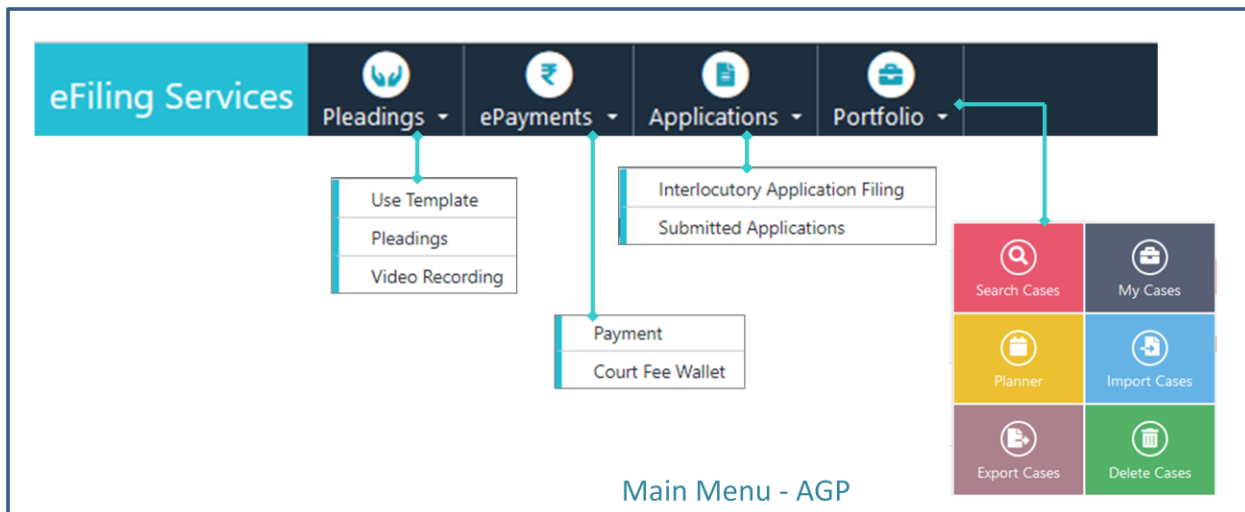 eFiling Services
Pleadings
ePayments
Applications
Portfolio
Use Template
Pleadings
Video Recording
Interlocutory Application Filing
Submitted Applications
Payment
Court Fee Wallet
Search Cases
My Cases
Planner
Import Cases
Export Cases
Delete Cases
Main Menu - AGP